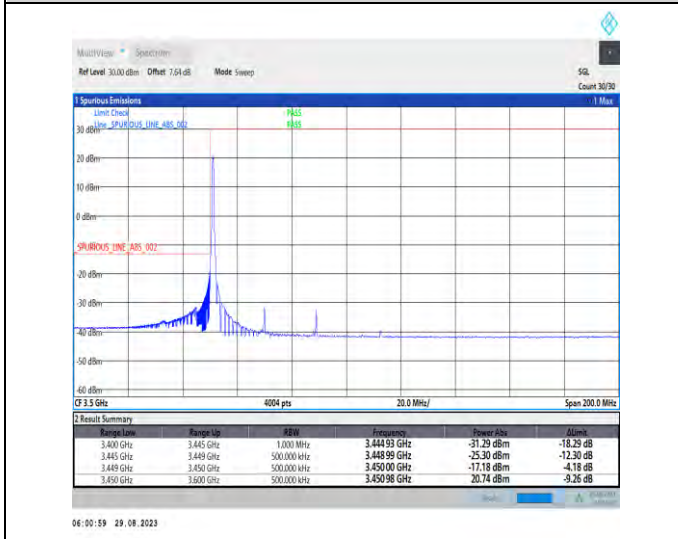 MultiView Spectrum
Ref Level 30.00 dBm Offset 7.64 dB Mode Sweep SGL
Count 30/30
1 Spurious Emissions 1 Max
Limit Check PASS
Line _SPURIOUS_LINE_ABS_002 PASS
30 dBm
20 dBm
10 dBm
0 dBm
_SPURIOUS_LINE_ABS_002
-20 dBm
-30 dBm
-40 dBm
-50 dBm
-60 dBm
CF 3.5 GHz 4004 pts 20.0 MHz/ Span 200.0 MHz
2 Result Summary
Range Low Range Up RBW Frequency Power Abs ΔLimit
3.400 GHz 3.445 GHz 1.000 MHz 3.444 93 GHz -31.29 dBm -18.29 dB
3.445 GHz 3.449 GHz 500.000 kHz 3.448 99 GHz -25.30 dBm -12.30 dB
3.449 GHz 3.450 GHz 500.000 kHz 3.450 00 GHz -17.18 dBm -4.18 dB
3.450 GHz 3.600 GHz 500.000 kHz 3.450 98 GHz 20.74 dBm -9.26 dB
06:00:59 29.08.2023